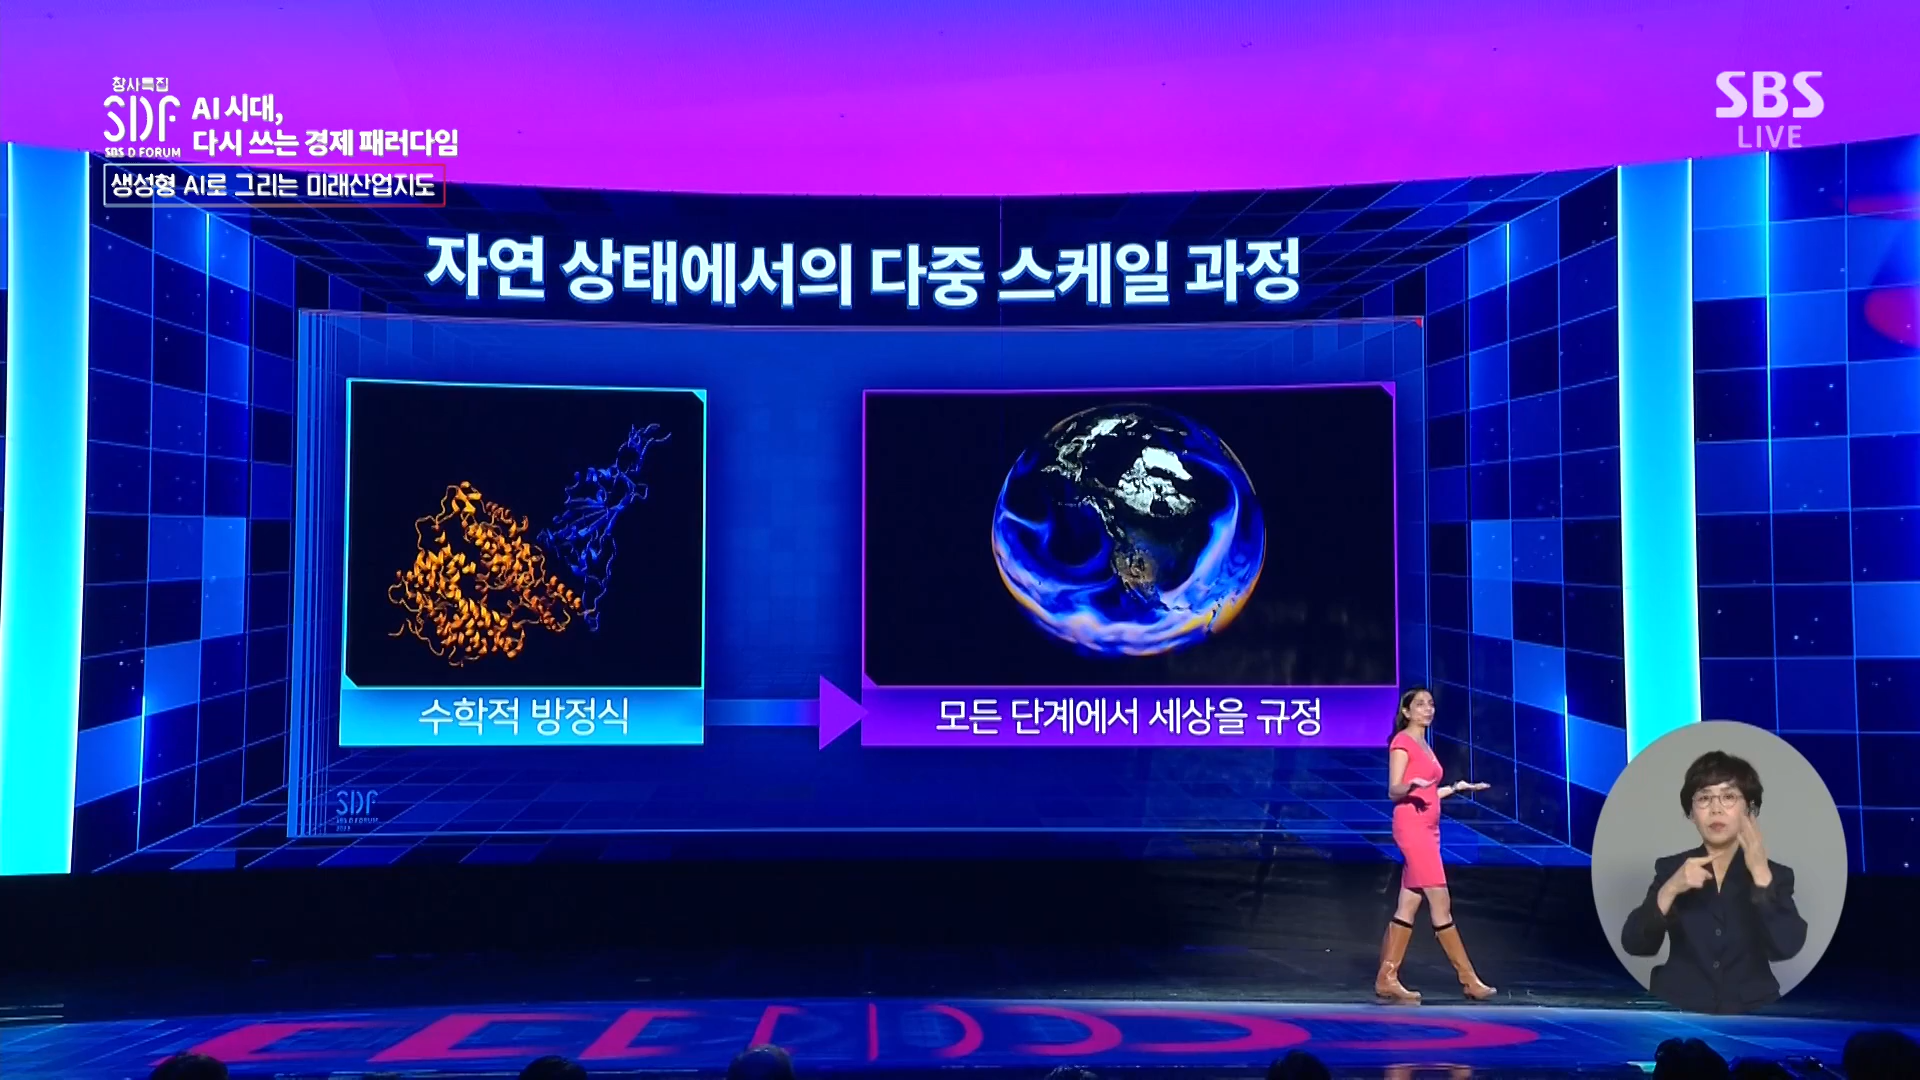 창사특집
SDF
SBS D FORUM
AI 시대,
다시 쓰는 경제 패러다임
생성형 AI로 그리는 미래산업지도
SBS
LIVE
자연 상태에서의 다중 스케일 과정
수학적 방정식
모든 단계에서 세상을 규정
SDF
SBS D FORUM